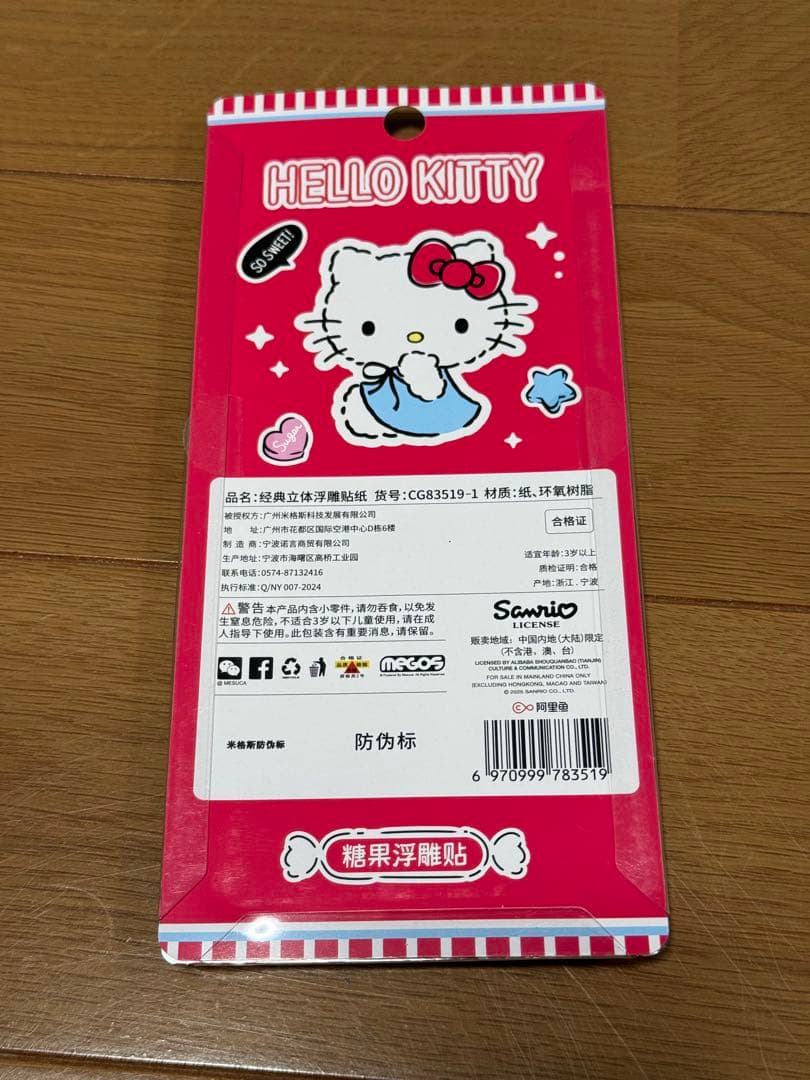 HELLO KITTY
SO SWEET!
Sugar
品名:经典立体浮雕贴纸 货号:CG83519-1 材质:纸、环氧树脂
被授权方:广州米格斯科技发展有限公司
地 址:广州市花都区国际空港中心D栋6楼
制 造 商:宁波诺言商贸有限公司
生产地址:宁波市海曙区高桥工业园
联系电话:0574-87132416
执行标准:Q/NY 007-2024
合格证
适宜年龄:3岁以上
质检证明:合格
产地:浙江.宁波
警告 本产品内含小零件,请勿吞食,以免发
生窒息危险,不适合3岁以下儿童使用,请在成
人指导下使用。此包装含有重要消息,请保留。
Sanrio
LICENSE
贩卖地域:中国内地(大陆)限定
(不含港、澳、台)
LICENSED BY ALIBABA SHOUQUANBAO (TIANJIN)
CULTURE & COMMUNICATION CO., LTD.
FOR SALE IN MAINLAND CHINA ONLY
(EXCLUDING HONGKONG, MACAO AND TAIWAN)
© 2025 SANRIO CO., LTD.
阿里鱼
@ MESUCA
合格证
MEGOS
米格斯防伪标
防伪标
6 970999 783519
糖果浮雕贴